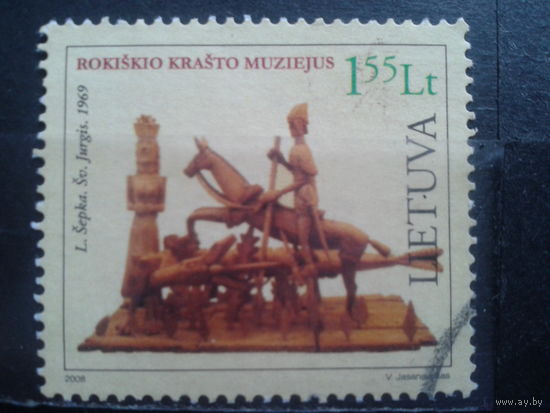 ROKIŠKIO KRAŠTO MUZIEJUS
1 55 Lt
L. Šepka. Šv. Jurgis. 1969
LIETUVA
2008
www.ay.by